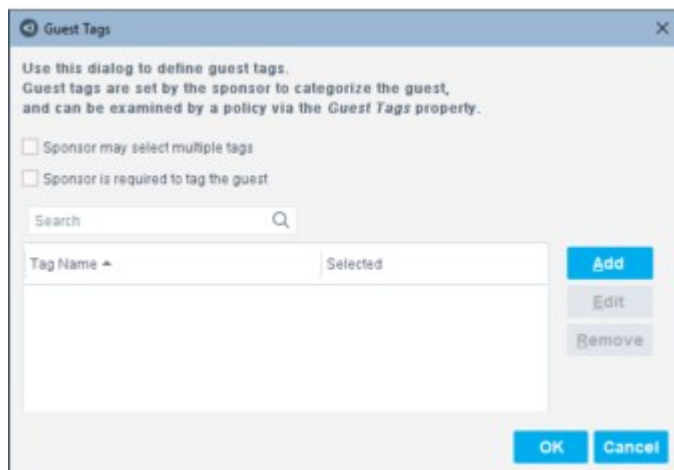 Guest Tags
Use this dialog to define guest tags.
Guest tags are set by the sponsor to categorize the guest,
and can be examined by a policy via the Guest Tags property.
Sponsor may select multiple tags
Sponsor is required to tag the guest
Search
Tag Name Selected
Add
Edit
Remove
OK Cancel